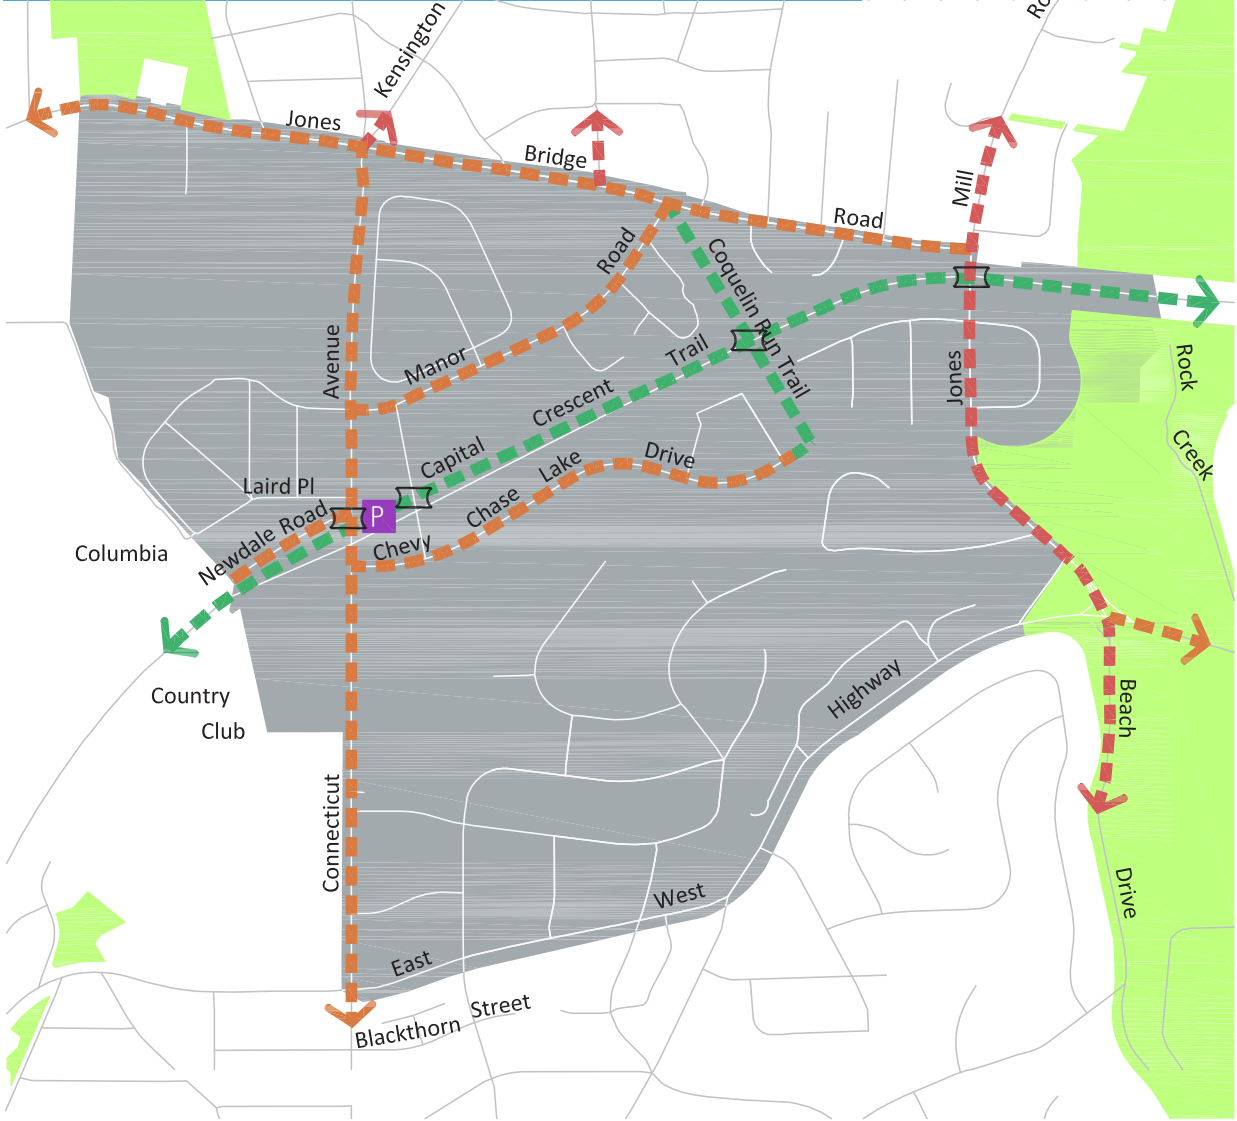 Kensington
Ro
Jones
Bridge
Road
Mill
Road
Coquelin Run Trail
Avenue
Manor
Trail
Crescent
Capital
Jones
Rock
Creek
Laird Pl
Lake
Drive
Chase
Chevy
P
Newdale Road
Columbia
Country
Club
Highway
Beach
Drive
Connecticut
West
East
Blackthorn
Street